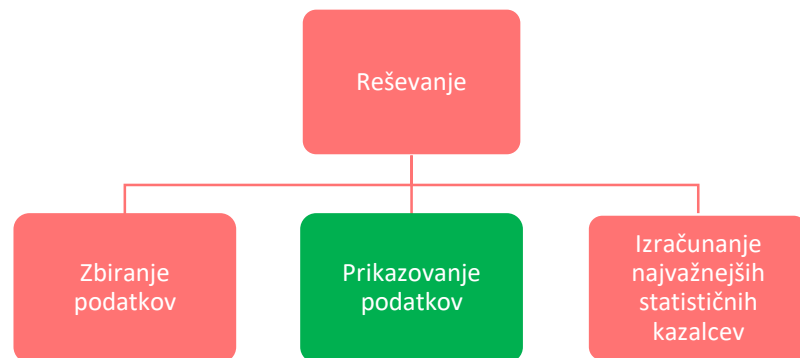 Reševanje
Zbiranje
podatkov
Prikazovanje
podatkov
Izračunanje
najvažnejših
statističnih
kazalcev